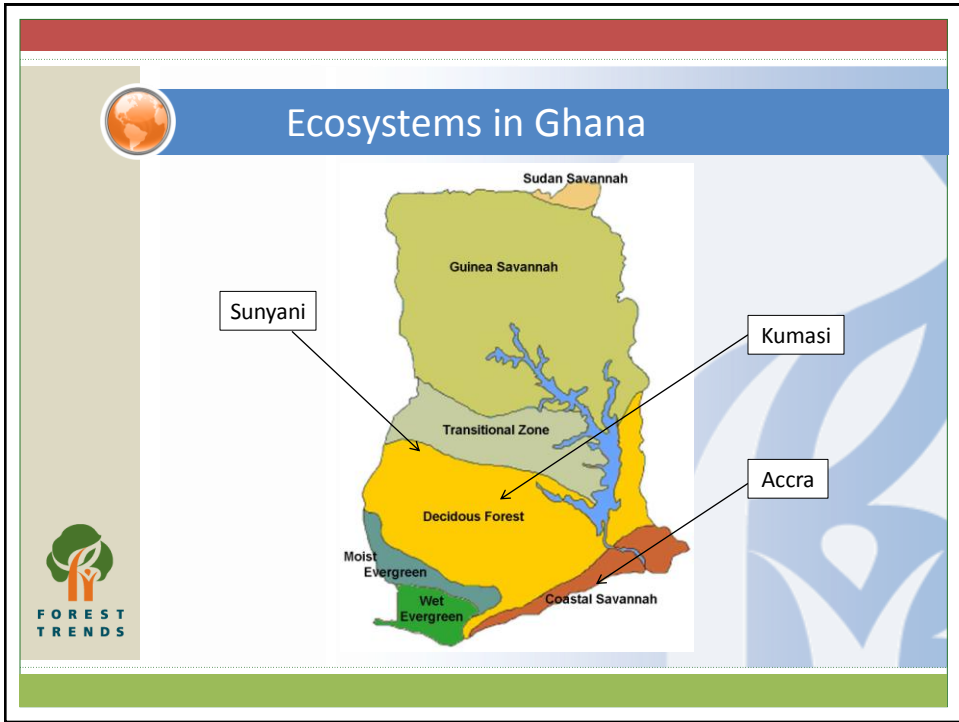 Ecosystems in Ghana
Sudan Savannah
Guinea Savannah
Sunyani
Kumasi
Transitional Zone
Accra
Decidous Forest
Moist
Evergreen
Wet
Evergreen
Coastal Savannah
FOREST
TRENDS